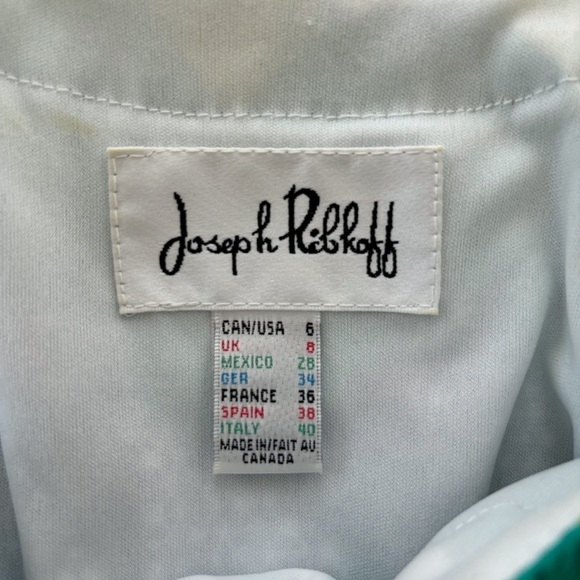 Joseph Ribkoff
CAN/USA 6
UK 8
MEXICO 28
GER 34
FRANCE 36
SPAIN 38
ITALY 40
MADE IN/FAIT AU
CANADA